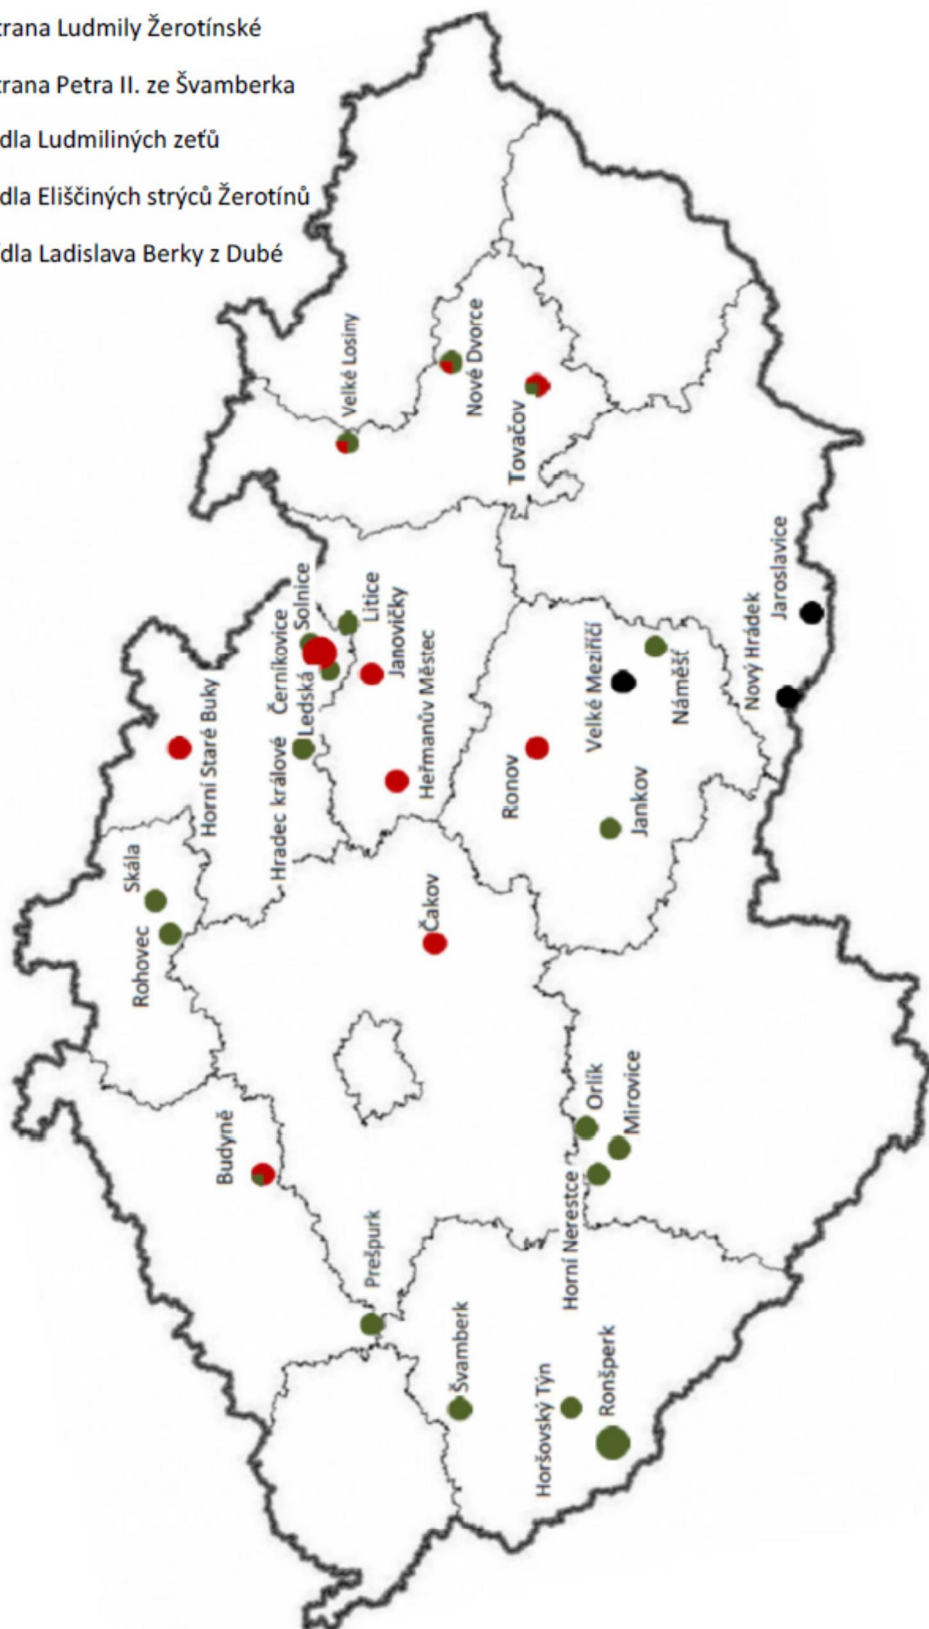 trana Ludmily Žerotínské
trana Petra II. ze Švamberka
dla Ludmiliných zeťů
dla Eliščiných strýců Žerotínů
dla Ladislava Berky z Dubé
Velké Losiny
Nové Dvorce
Tovačov
Jaroslavice
Nový Hrádek
Solnice
Litice
Černíkovice
Ledská
Janovičky
Hradec králové
Heřmanův Městec
Horní Staré Buky
Velké Meziříčí
Náměšť
Ronov
Jankov
Skála
Rohovec
Čakov
Budyně
Orlík
Mirovice
Horní Nerestce
Prešpurk
Švamberk
Horšovský Týn
Ronšperk